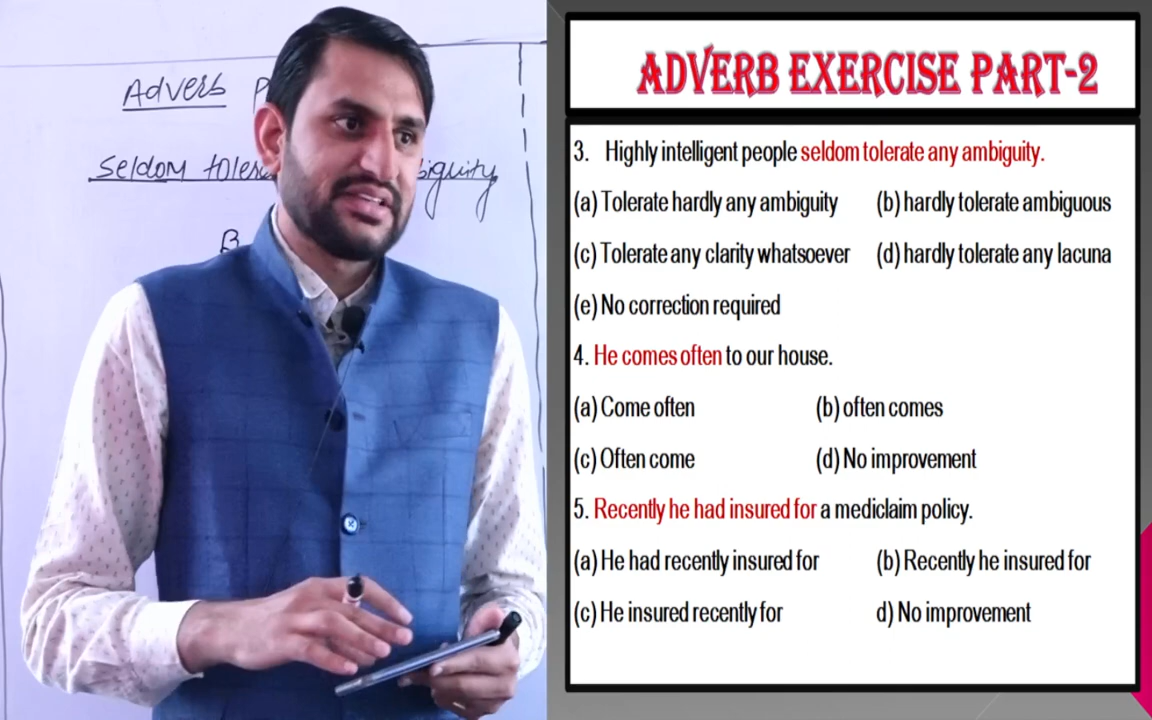 Adverb
seldom
ADVERB EXERCISE PART-2
3. Highly intelligent people seldom tolerate any ambiguity.
(a) Tolerate hardly any ambiguity (b) hardly tolerate ambiguous
(c) Tolerate any clarity whatsoever (d) hardly tolerate any lacuna
(e) No correction required
4. He comes often to our house.
(a) Come often (b) often comes
(c) Often come (d) No improvement
5. Recently he had insured for a mediclaim policy.
(a) He had recently insured for (b) Recently he insured for
(c) He insured recently for d) No improvement